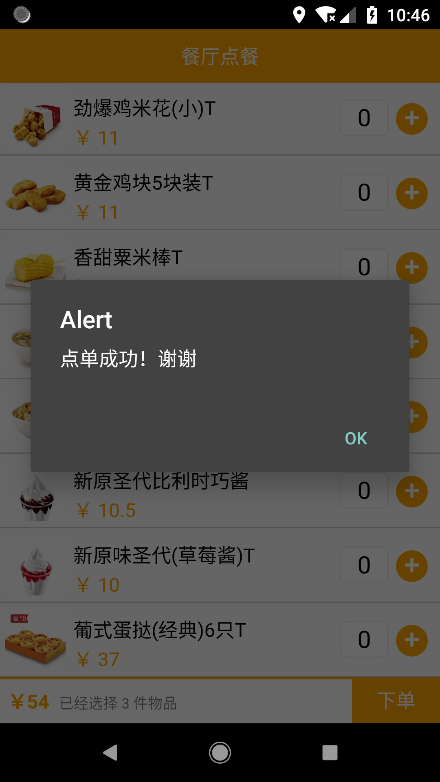 10:46
餐厅点餐
劲爆鸡米花(小)T
¥ 11
0
黄金鸡块5块装T
¥ 11
0
香甜粟米棒T
0
Alert
点单成功！谢谢
OK
新原圣代比利时巧酱
¥ 10.5
0
新原味圣代(草莓酱)T
¥ 10
0
葡式蛋挞(经典)6只T
¥ 37
0
¥54 已经选择 3 件物品 下单